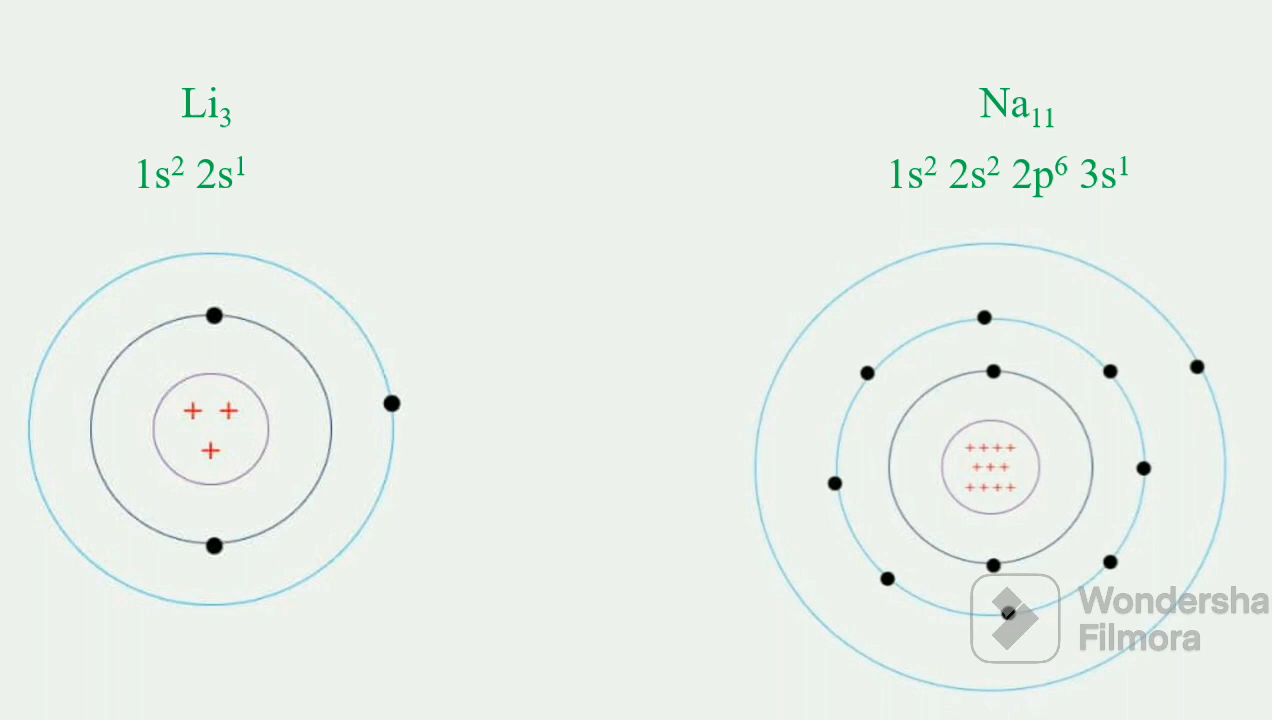 Li₃
1s² 2s¹
Na₁₁
1s² 2s² 2p⁶ 3s¹
+ +
+
++++
+++
++++
Wondersha
Filmora